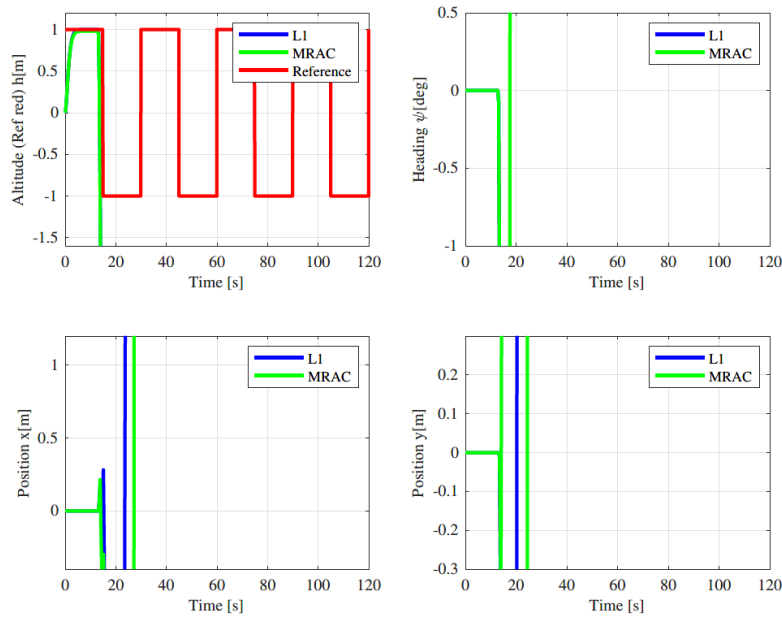 Altitude (Ref red) h[m]
1
0.5
0
-0.5
-1
-1.5
0 20 40 60 80 100 120
Time [s]
L1
MRAC
Reference
Heading ψ[deg]
0.5
0
-0.5
-1
0 20 40 60 80 100 120
Time [s]
L1
MRAC
Position x[m]
1
0.5
0
0 20 40 60 80 100 120
Time [s]
L1
MRAC
Position y[m]
0.2
0.1
0
-0.1
-0.2
-0.3
0 20 40 60 80 100 120
Time [s]
L1
MRAC